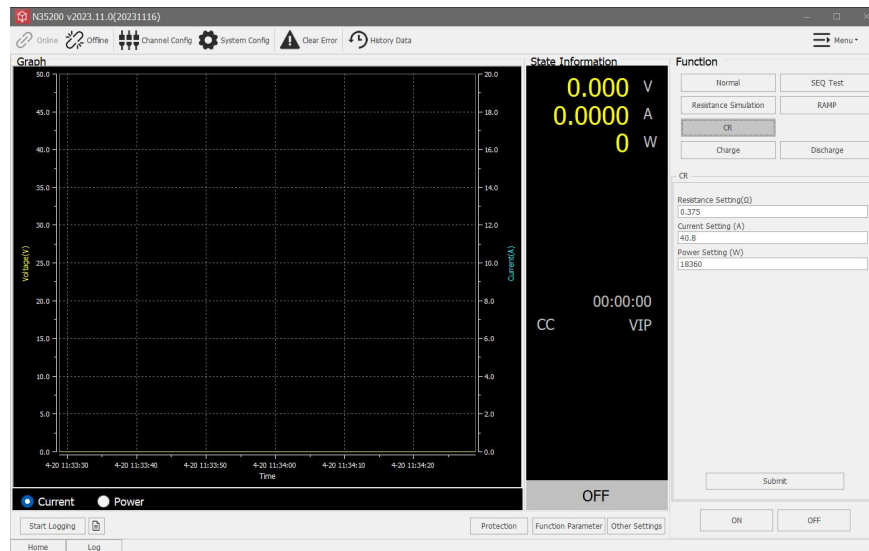 N35200 v2023.11.0(20231116)
Online Offline Channel Config System Config Clear Error History Data Menu
Graph
50.0
45.0
40.0
35.0
30.0
25.0
20.0
15.0
10.0
5.0
0.0
Voltage(V)
20.0
18.0
16.0
14.0
12.0
10.0
8.0
6.0
4.0
2.0
0.0
Current(A)
4-20 11:33:30 4-20 11:33:40 4-20 11:33:50 4-20 11:34:00 4-20 11:34:10 4-20 11:34:20
Time
Current Power
State Information
0.000 V
0.0000 A
0 W
00:00:00
CC VIP
OFF
Function
Normal SEQ Test
Resistance Simulation RAMP
CR
Charge Discharge
CR
Resistance Setting(Ω)
0.375
Current Setting (A)
40.8
Power Setting (W)
18360
Submit
Start Logging Protection Function Parameter Other Settings ON OFF
Home Log